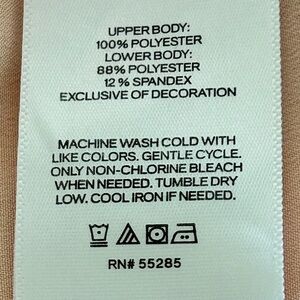 UPPER BODY:
100% POLYESTER
LOWER BODY:
88% POLYESTER
12% SPANDEX
EXCLUSIVE OF DECORATION
MACHINE WASH COLD WITH
LIKE COLORS. GENTLE CYCLE.
ONLY NON-CHLORINE BLEACH
WHEN NEEDED. TUMBLE DRY
LOW. COOL IRON IF NEEDED.
RN# 55285